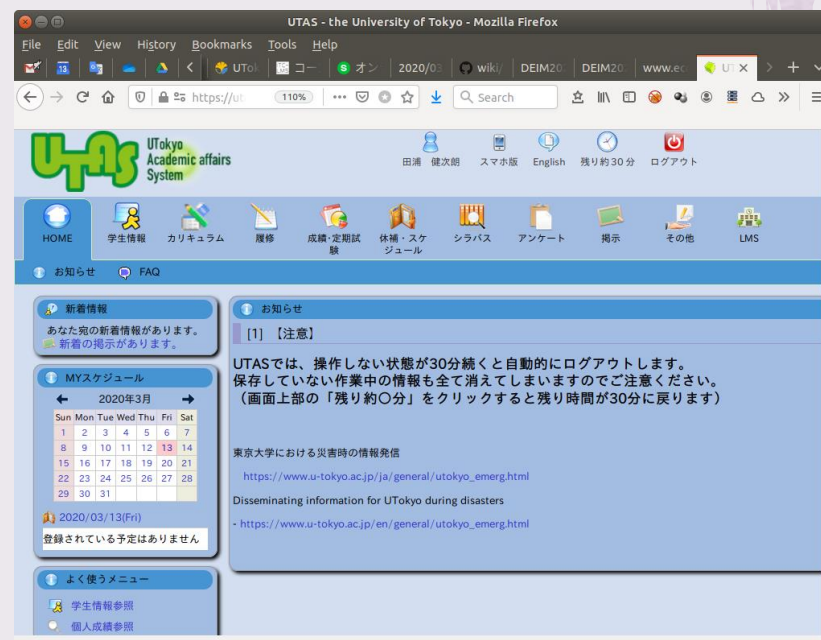 UTAS - the University of Tokyo - Mozilla Firefox
File Edit View History Bookmarks Tools Help
UTok コー オン 2020/03 wiki/ DEIM20 DEIM20 www.ec UT
https://ut 110% Search
UTAS UTokyo Academic affairs System
田浦 健次朗 スマホ版 English 残り約30分 ログアウト
HOME 学生情報 カリキュラム 履修 成績・定期試験 休補・スケジュール シラバス アンケート 掲示 その他 LMS
お知らせ FAQ
新着情報
あなた宛の新着情報があります。
新着の掲示があります。
MYスケジュール
2020年3月
Sun Mon Tue Wed Thu Fri Sat
1 2 3 4 5 6 7
8 9 10 11 12 13 14
15 16 17 18 19 20 21
22 23 24 25 26 27 28
29 30 31
2020/03/13(Fri)
登録されている予定はありません
よく使うメニュー
学生情報参照
個人成績参照
お知らせ
[1] 【注意】
UTASでは、操作しない状態が30分続くと自動的にログアウトします。
保存していない作業中の情報も全て消えてしまいますのでご注意ください。
（画面上部の「残り約〇分」をクリックすると残り時間が30分に戻ります）
東京大学における災害時の情報発信
https://www.u-tokyo.ac.jp/ja/general/utokyo_emerg.html
Disseminating information for UTokyo during disasters
- https://www.u-tokyo.ac.jp/en/general/utokyo_emerg.html